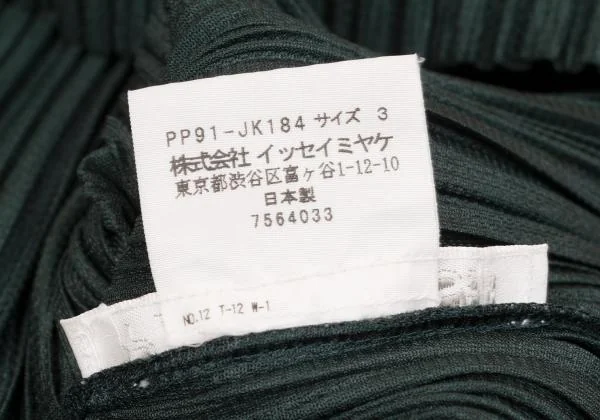 PP91-JK184 サイズ 3
株式会社 イッセイミヤケ
東京都渋谷区富ヶ谷1-12-10
日本製
7564033
NO.12 T-12 W-1